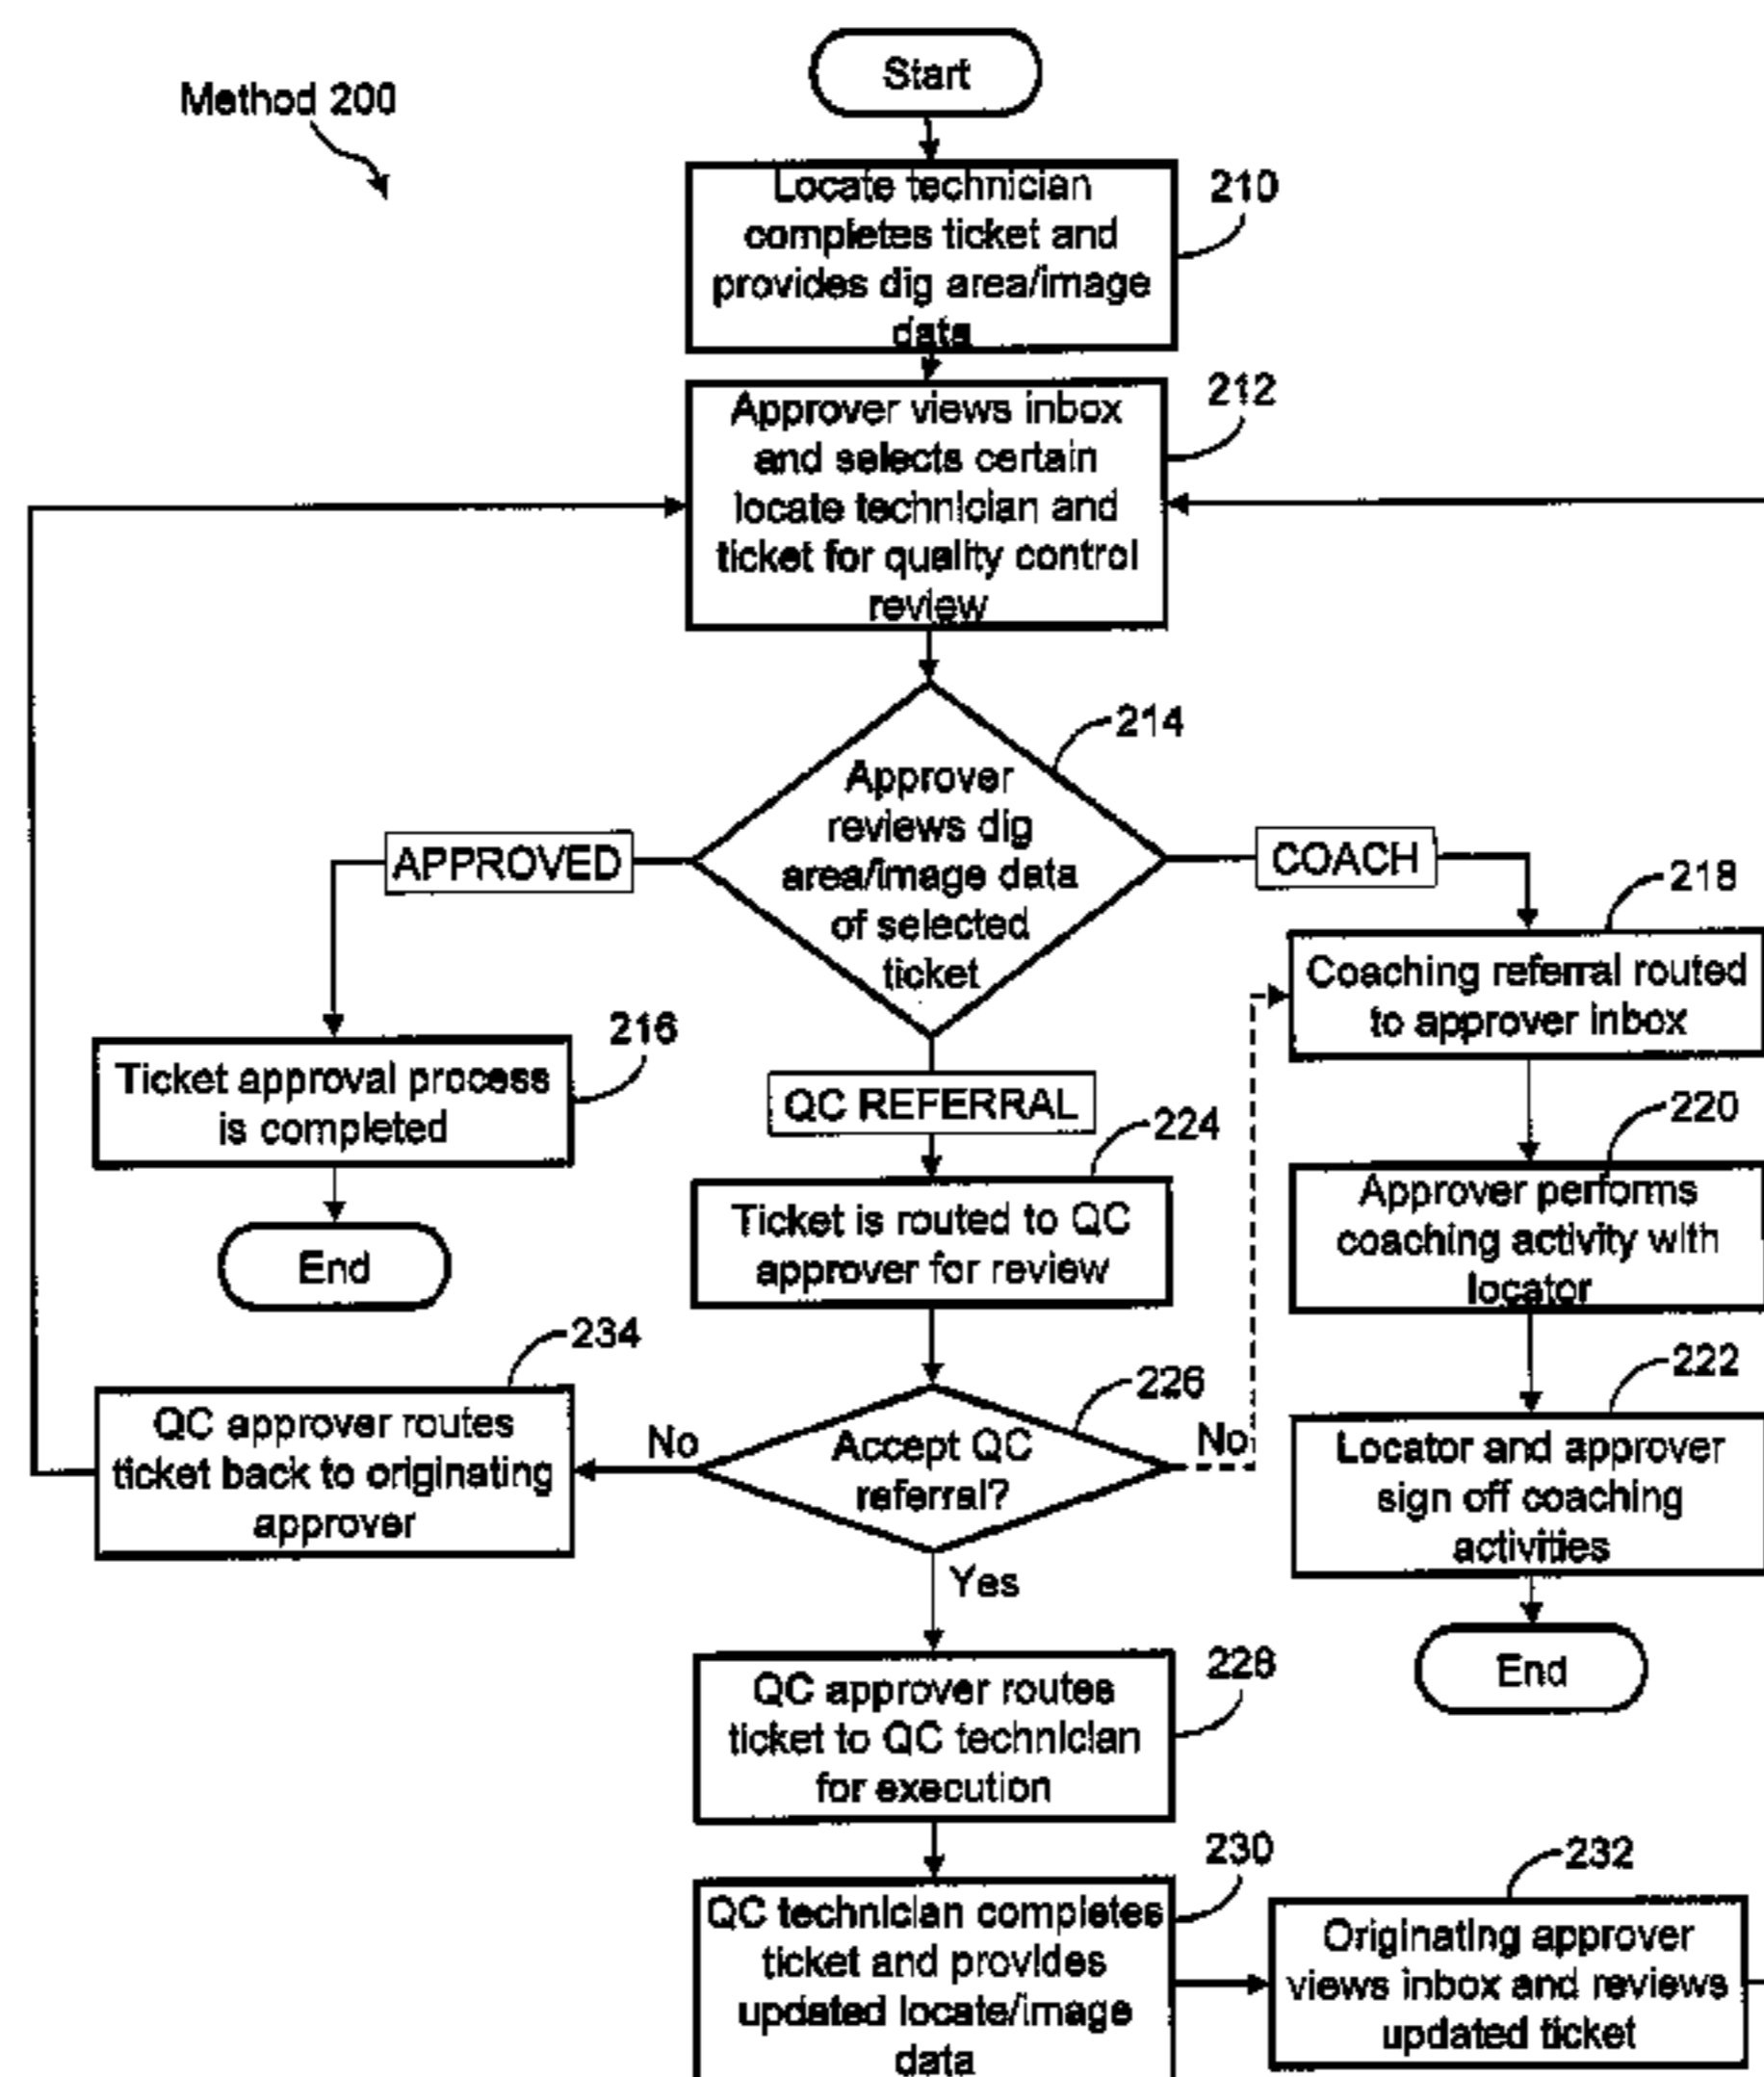 Start
Method 200
Locate technician
completes ticket and
provides dig area/image
data
210
Approver views inbox
and selects certain
locate technician and
ticket for quality control
review
212
Approver
reviews dig
area/image data
of selected
ticket
214
APPROVED
COACH
218
Coaching referral routed
to approver inbox
216
Ticket approval process
is completed
QC REFERRAL
220
Approver performs
coaching activity with
locator
224
Ticket is routed to QC
approver for review
End
234
QC approver routes
ticket back to originating
approver
No
226
Accept QC
referral?
No
222
Locator and approver
sign off coaching
activities
Yes
End
228
QC approver routes
ticket to QC technician
for execution
230
QC technician completes
ticket and provides
updated locate/image
data
232
Originating approver
views inbox and reviews
updated ticket